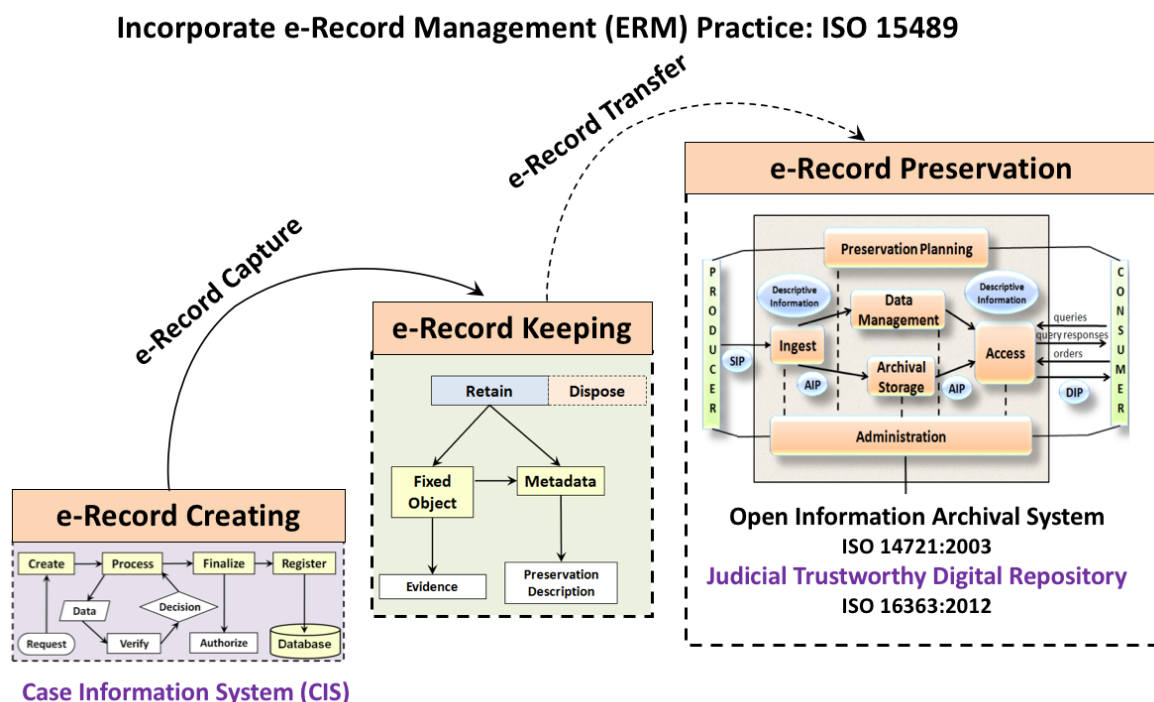 Incorporate e-Record Management (ERM) Practice: ISO 15489
e-Record Capture
e-Record Transfer
e-Record Creating
Create
Process
Finalize
Register
Data
Decision
Request
Verify
Authorize
Database
Case Information System (CIS)
e-Record Keeping
Retain
Dispose
Fixed
Object
Metadata
Evidence
Preservation
Description
e-Record Preservation
Preservation Planning
PRODUCER
CONSUMER
Descriptive
Information
Descriptive
Information
Data
Management
Ingest
Access
SIP
AIP
Archival
Storage
AIP
queries
query responses
orders
DIP
Administration
Open Information Archival System
ISO 14721:2003
Judicial Trustworthy Digital Repository
ISO 16363:2012